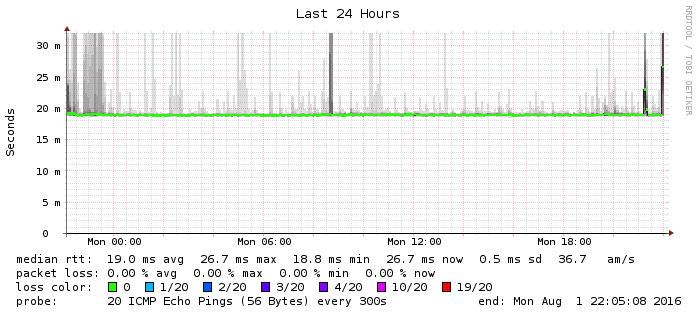 Last 24 Hours
RRDTOOL / TOBI OETIKER
Seconds
30 m
25 m
20 m
15 m
10 m
5 m
0
Mon 00:00 Mon 06:00 Mon 12:00 Mon 18:00
median rtt: 19.0 ms avg 26.7 ms max 18.8 ms min 26.7 ms now 0.5 ms sd 36.7 am/s
packet loss: 0.00 % avg 0.00 % max 0.00 % min 0.00 % now
loss color: 0 1/20 2/20 3/20 4/20 10/20 19/20
probe: 20 ICMP Echo Pings (56 Bytes) every 300s end: Mon Aug 1 22:05:08 2016